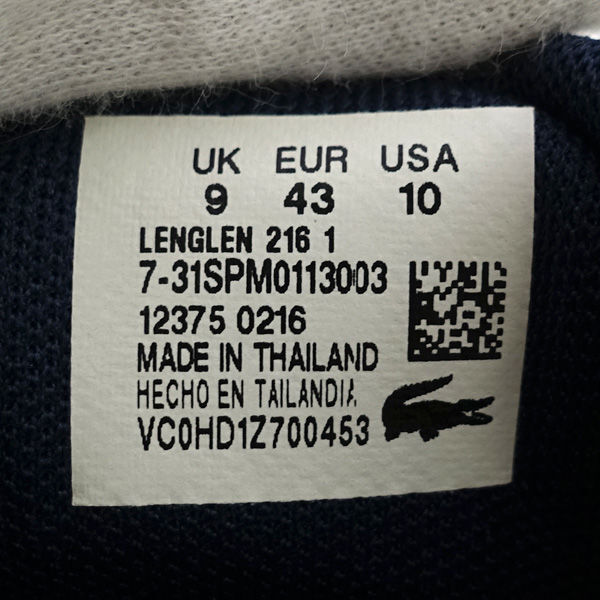 UK EUR USA
9 43 10
LENGLEN 216 1
7-31SPM0113003
12375 0216
MADE IN THAILAND
HECHO EN TAILANDIA
VC0HD1Z700453